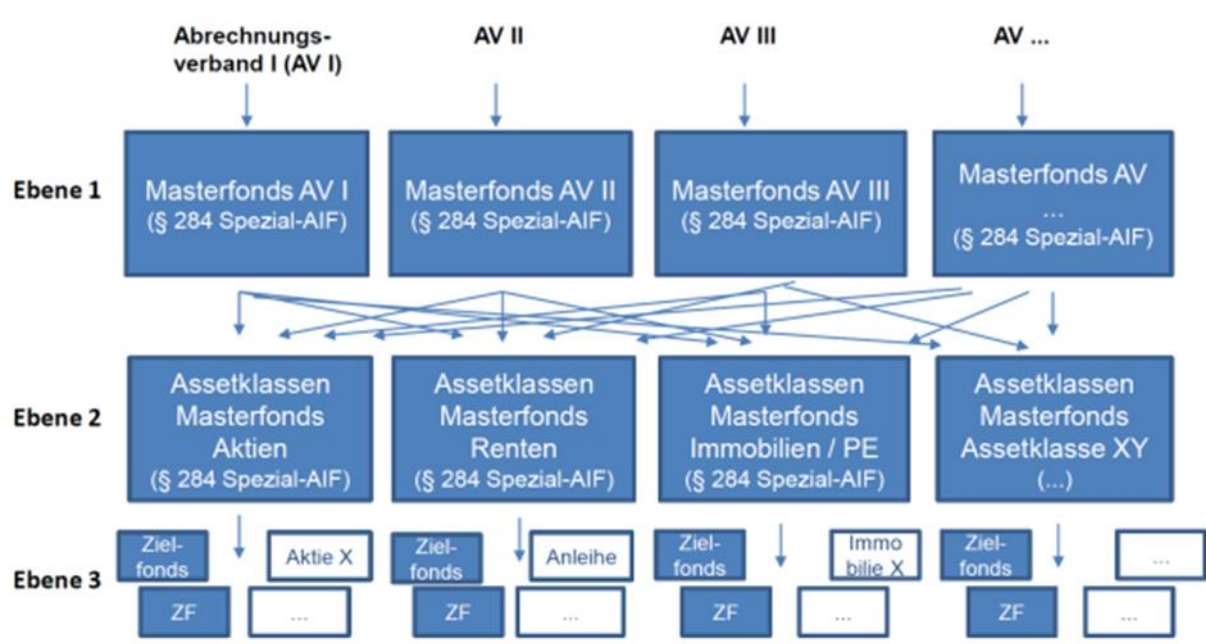 Abrechnungs-
verband I (AV I)
AV II
AV III
AV ...
Ebene 1
Masterfonds AV I
(§ 284 Spezial-AIF)
Masterfonds AV II
(§ 284 Spezial-AIF)
Masterfonds AV III
(§ 284 Spezial-AIF)
Masterfonds AV
...
(§ 284 Spezial-AIF)
Ebene 2
Assetklassen
Masterfonds
Aktien
(§ 284 Spezial-AIF)
Assetklassen
Masterfonds
Renten
(§ 284 Spezial-AIF)
Assetklassen
Masterfonds
Immobilien / PE
(§ 284 Spezial-AIF)
Assetklassen
Masterfonds
Assetklasse XY
(...)
Ebene 3
Ziel-
fonds
Aktie X
ZF
...
Ziel-
fonds
Anleihe
ZF
...
Ziel-
fonds
Immo
bilie X
ZF
...
Ziel-
fonds
...
ZF
...